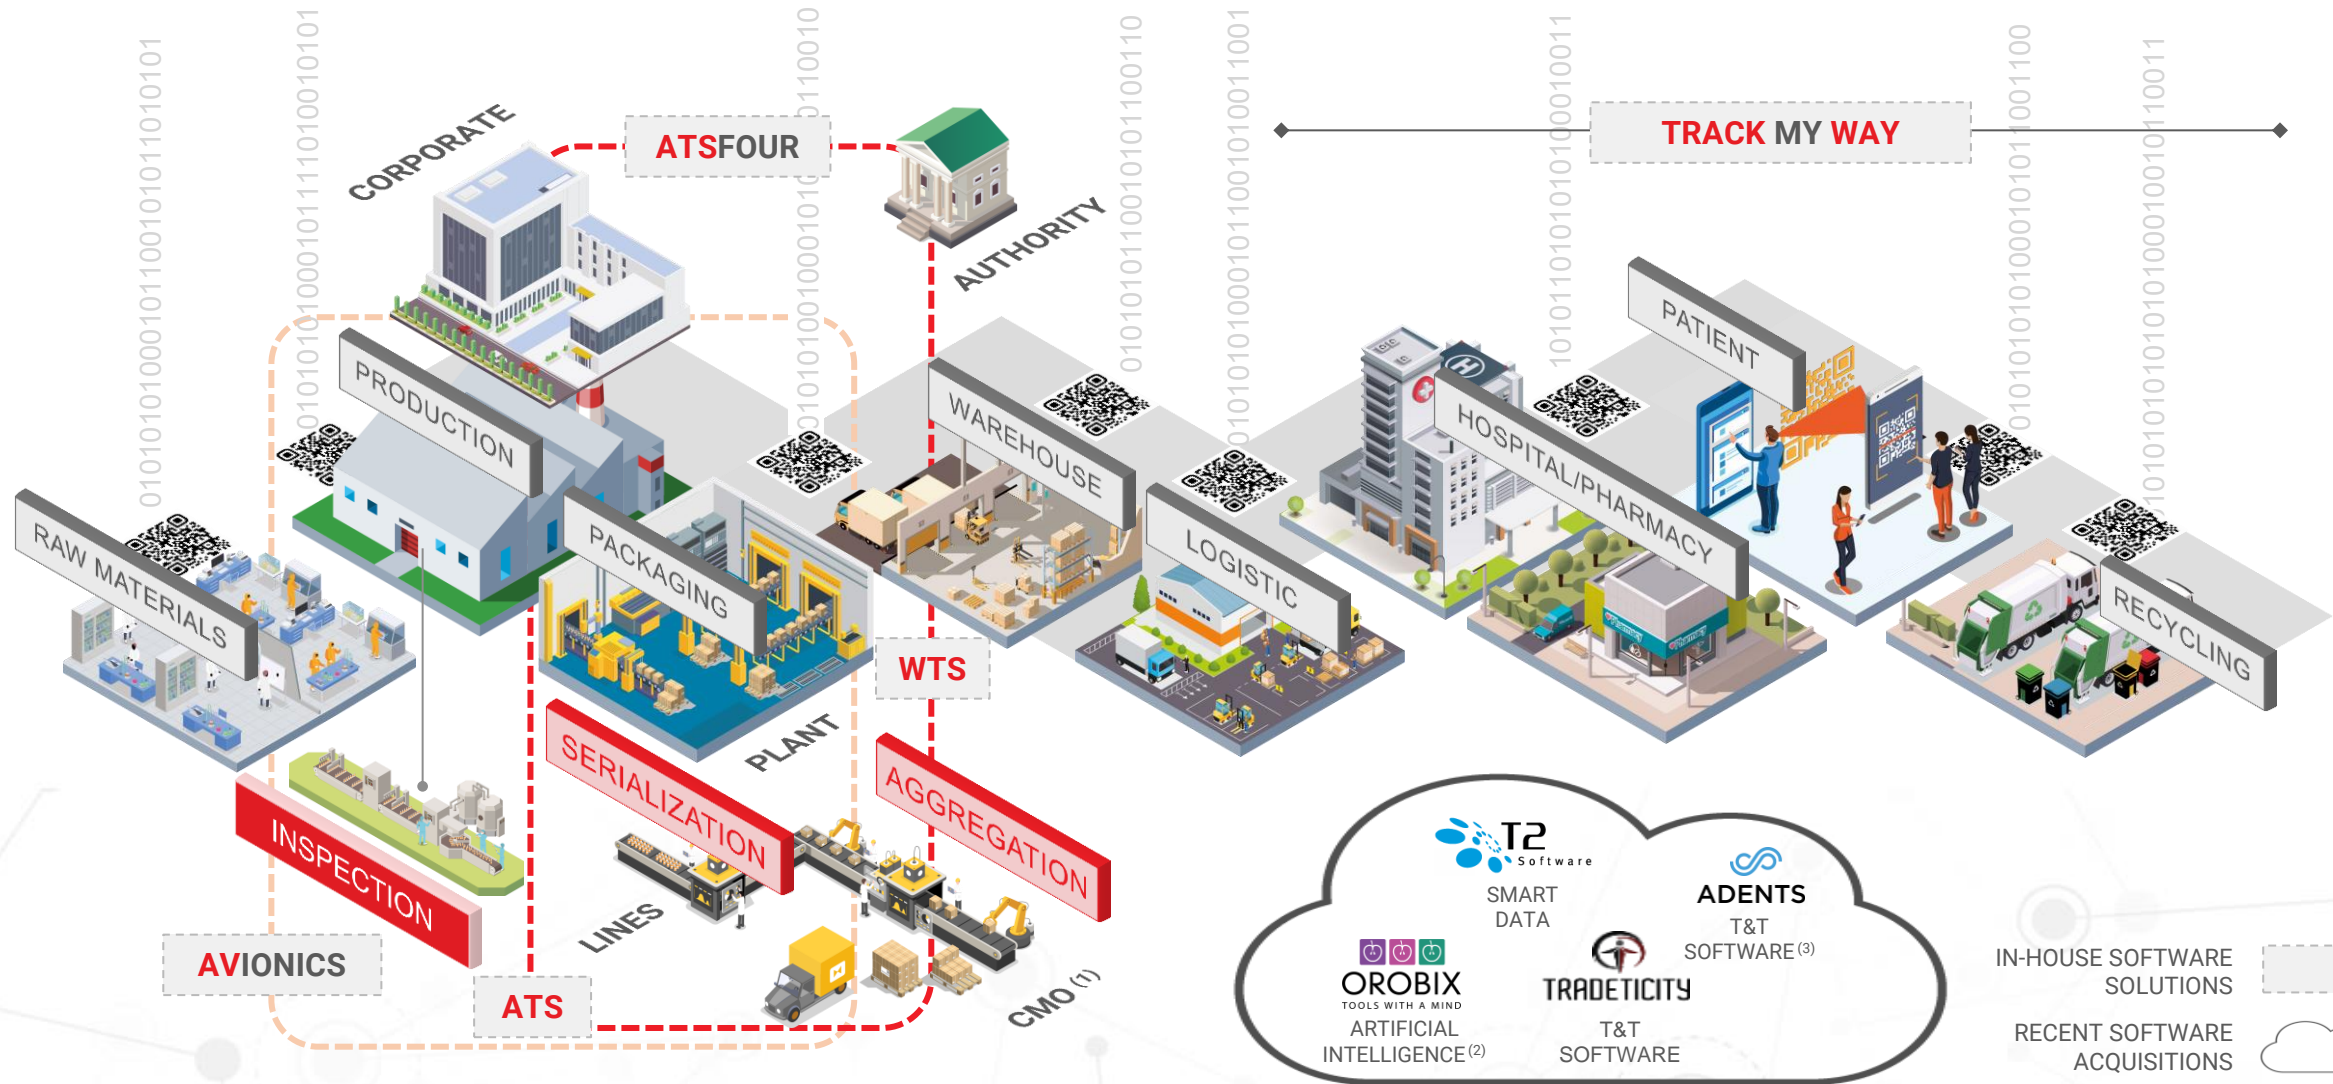 CORPORATE
ATSFOUR
AUTHORITY
TRACK MY WAY
PATIENT
PRODUCTION
WAREHOUSE
HOSPITAL/PHARMACY
RAW MATERIALS
PACKAGING
LOGISTIC
RECYCLING
WTS
PLANT
SERIALIZATION
AGGREGATION
INSPECTION
LINES
AVIONICS
ATS
CMO (1)
T2
Software
SMART
DATA
ADENTS
T&T
SOFTWARE (3)
OROBIX
TOOLS WITH A MIND
ARTIFICIAL
INTELLIGENCE (2)
TRADETICITY
T&T
SOFTWARE
IN-HOUSE SOFTWARE
SOLUTIONS
RECENT SOFTWARE
ACQUISITIONS